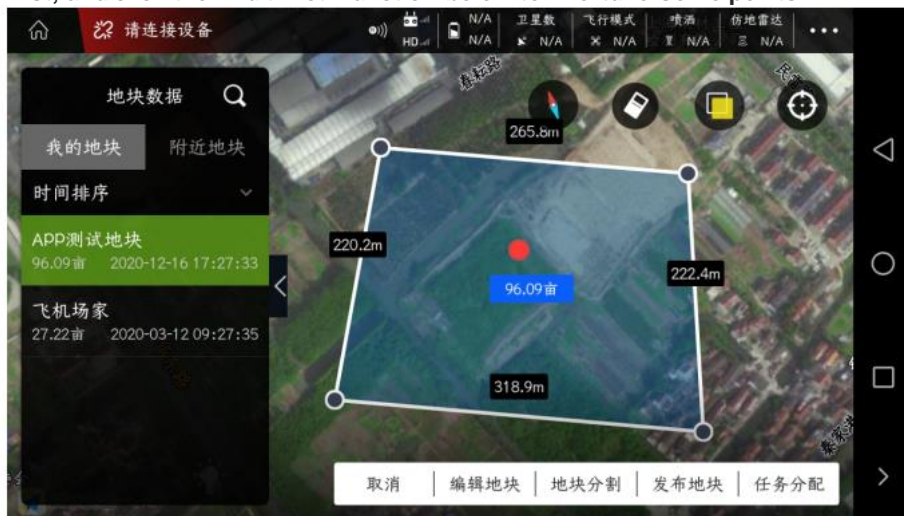 请连接设备
HD
N/A
N/A
卫星数
N/A
飞行模式
N/A
喷洒
N/A
仿地雷达
N/A
地块数据
我的地块 附近地块
时间排序
APP测试地块
96.09亩 2020-12-16 17:27:33
飞机场家
27.22亩 2020-03-12 09:27:35
春耘路
265.8m
220.2m
222.4m
96.09亩
318.9m
取消 编辑地块 地块分割 发布地块 任务分配